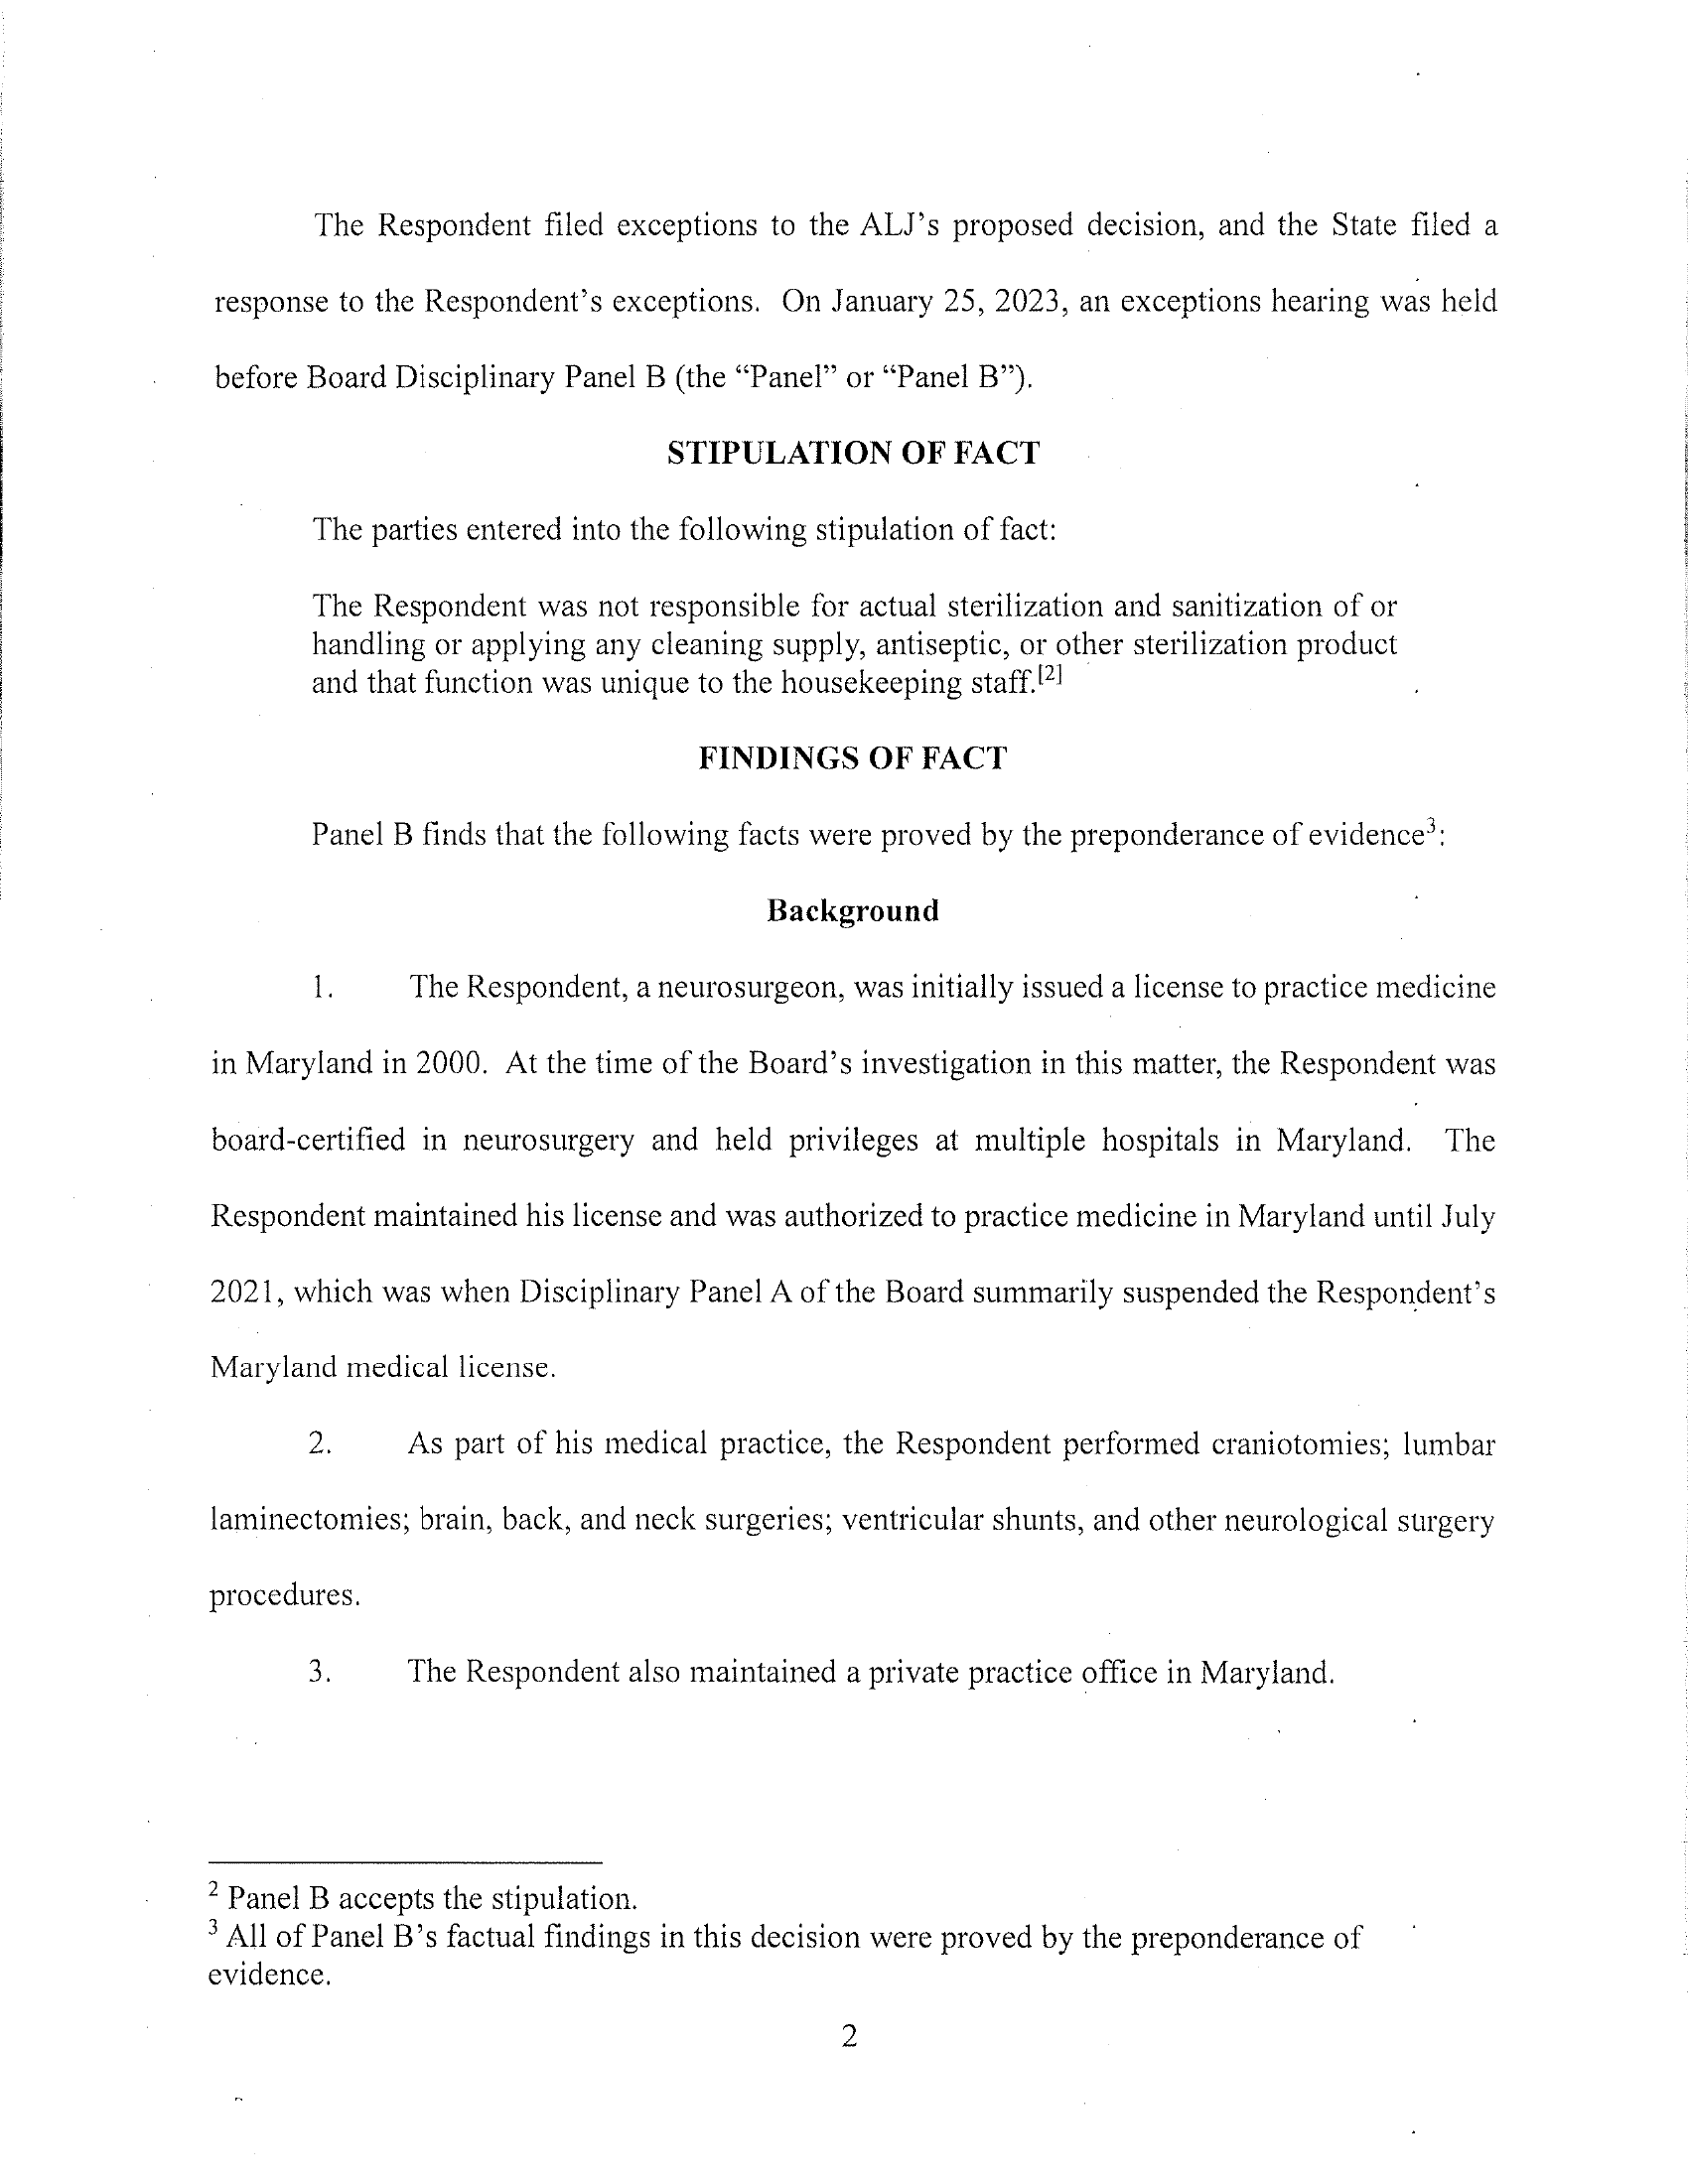 The Respondent filed exceptions to the ALJ's proposed decision, and the State filed a
response to the Respondent's exceptions. On January 25, 2023, an exceptions hearing was held
before Board Disciplinary Panel B (the “Panel” or “Panel B”).
STIPULATION OF FACT
The parties entered into the following stipulation of fact:
The Respondent was not responsible for actual sterilization and sanitization of or
handling or applying any cleaning supply, antiseptic, or other sterilization product
and that function was unique to the housekeeping staff.[2]
FINDINGS OF FACT
Panel B finds that the following facts were proved by the preponderance of evidence3:
Background
1. The Respondent, a neurosurgeon, was initially issued a license to practice medicine
in Maryland in 2000. At the time of the Board's investigation in this matter, the Respondent was
board-certified in neurosurgery and held privileges at multiple hospitals in Maryland. The
Respondent maintained his license and was authorized to practice medicine in Maryland until July
2021, which was when Disciplinary Panel A of the Board summarily suspended the Respondent's
Maryland medical license.
2. As part of his medical practice, the Respondent performed craniotomies; lumbar
laminectomies; brain, back, and neck surgeries; ventricular shunts, and other neurological surgery
procedures.
3. The Respondent also maintained a private practice office in Maryland.
2 Panel B accepts the stipulation.
3 All of Panel B's factual findings in this decision were proved by the preponderance of
evidence.
2